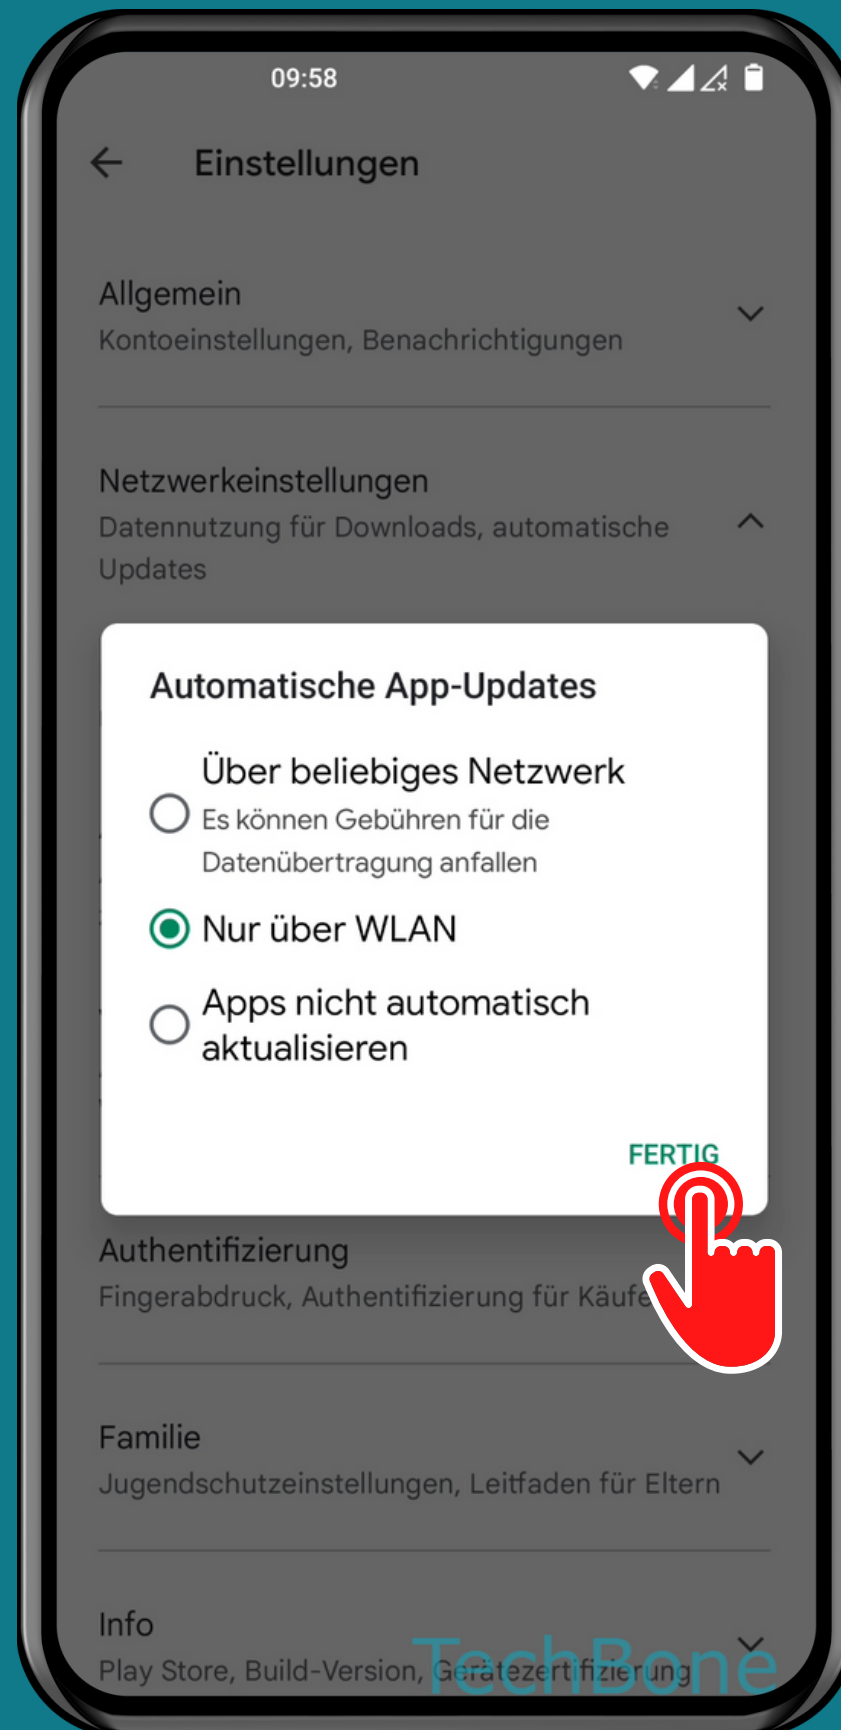 09:58
Einstellungen
Allgemein
Kontoeinstellungen, Benachrichtigungen
Netzwerkeinstellungen
Datennutzung für Downloads, automatische
Updates
Automatische App-Updates
Über beliebiges Netzwerk
Es können Gebühren für die
Datenübertragung anfallen
Nur über WLAN
Apps nicht automatisch
aktualisieren
FERTIG
Authentifizierung
Fingerabdruck, Authentifizierung für
Familie
Jugendschutzeinstellungen, Leitfaden für Eltern
Info
Play Store, Build-Version, Gerätezertifizierung
TechBone